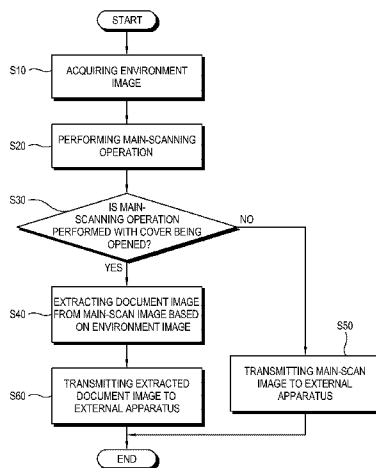 START
S10
ACQUIRING ENVIRONMENT
IMAGE
S20
PERFORMING MAIN-SCANNING
OPERATION
S30
IS MAIN-
SCANNING OPERATION
PERFORMED WITH COVER BEING
OPENED?
NO
YES
S40
EXTRACTING DOCUMENT IMAGE
FROM MAIN-SCAN IMAGE BASED
ON ENVIRONMENT IMAGE
S50
TRANSMITTING MAIN-SCAN
IMAGE TO EXTERNAL
APPARATUS
S60
TRANSMITTING EXTRACTED
DOCUMENT IMAGE TO
EXTERNAL APPARATUS
END